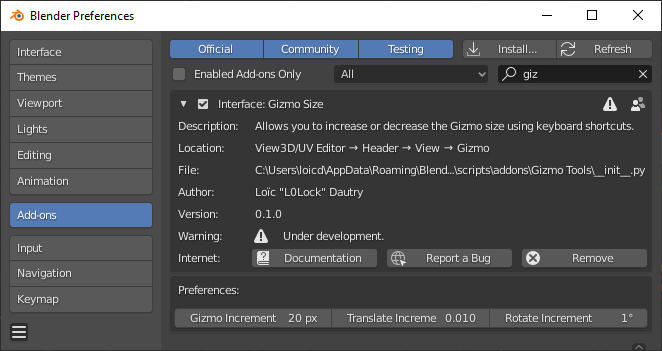 Blender Preferences
Interface
Themes
Viewport
Lights
Editing
Animation
Add-ons
Input
Navigation
Keymap
Official Community Testing Install... Refresh
Enabled Add-ons Only All giz
Interface: Gizmo Size
Description: Allows you to increase or decrease the Gizmo size using keyboard shortcuts.
Location: View3D/UV Editor → Header → View → Gizmo
File: C:\Users\loicd\AppData\Roaming\Blend...\scripts\addons\Gizmo Tools\__init__.py
Author: Loïc "L0Lock" Dautry
Version: 0.1.0
Warning: Under development.
Internet: Documentation Report a Bug Remove
Preferences:
Gizmo Increment 20 px Translate Increme 0.010 Rotate Increment 1°